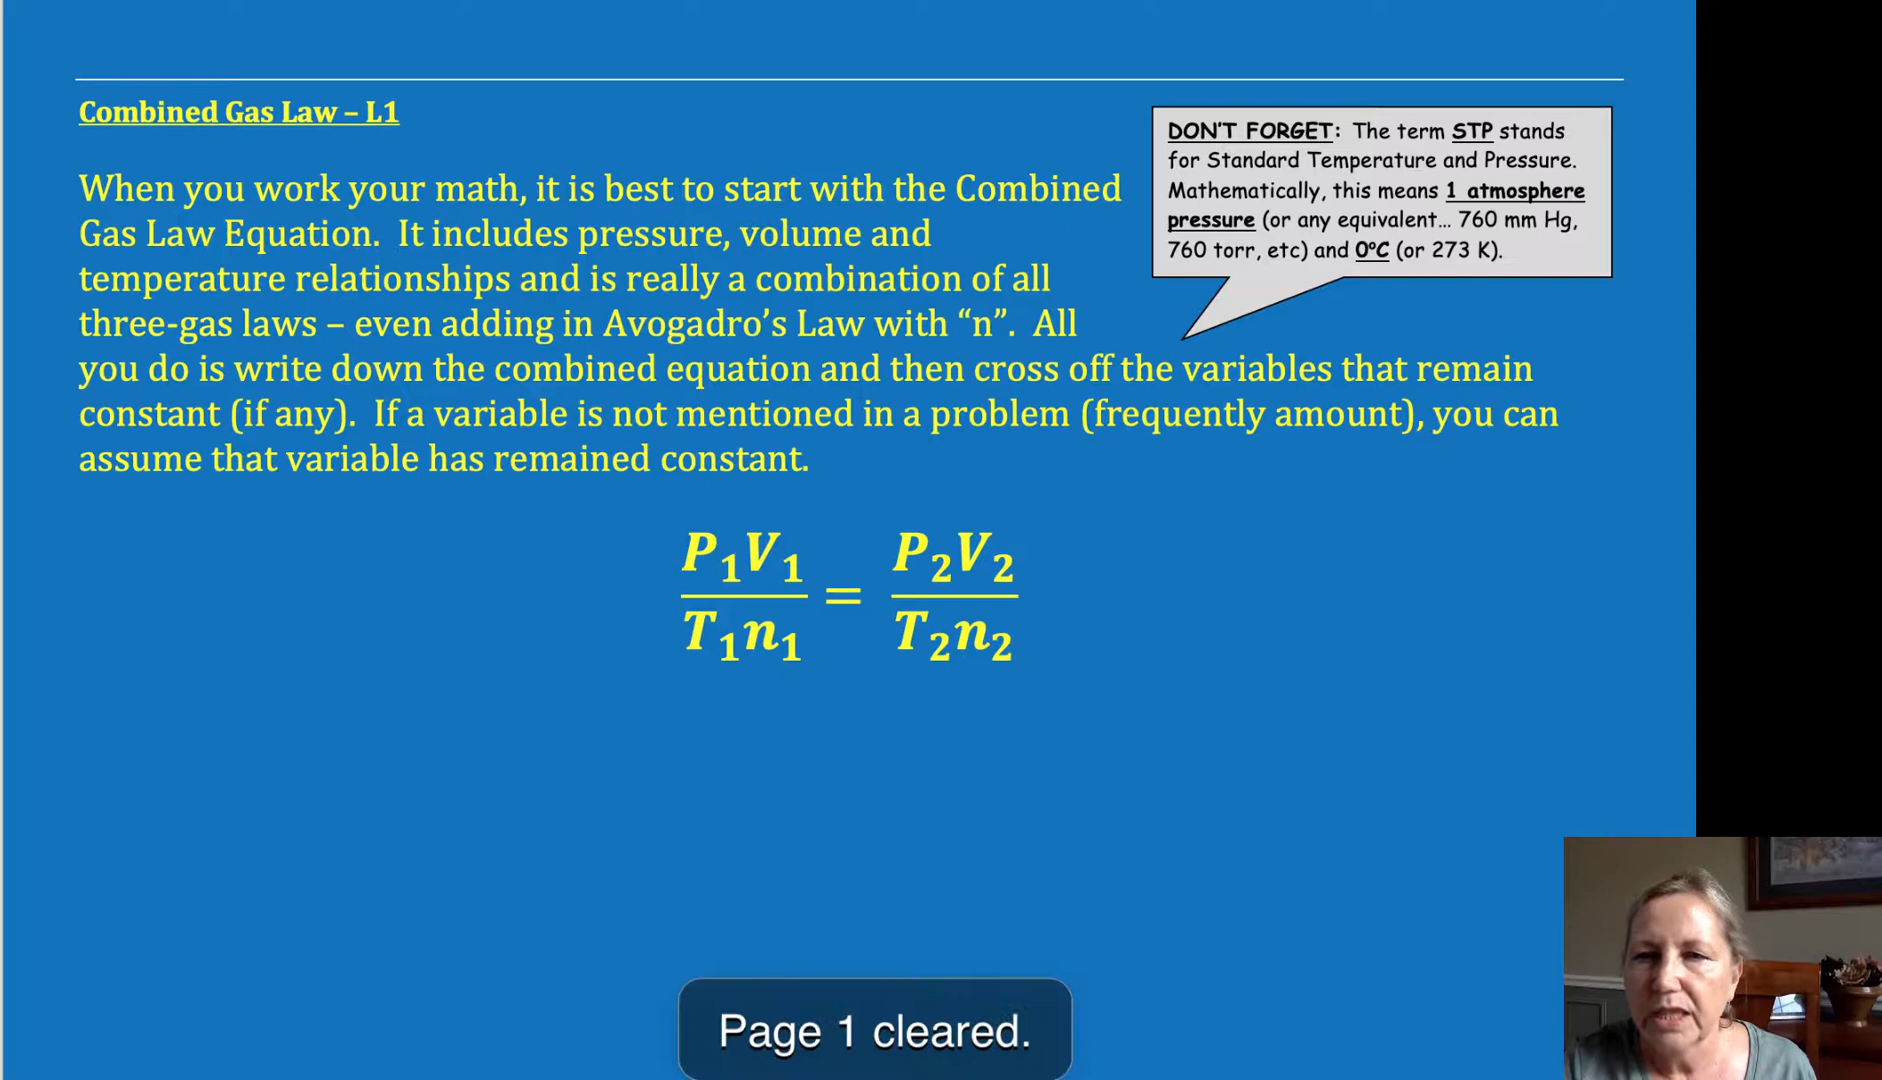 Combined Gas Law – L1
DON'T FORGET: The term STP stands
for Standard Temperature and Pressure.
Mathematically, this means 1 atmosphere
pressure (or any equivalent… 760 mm Hg,
760 torr, etc) and 0°C (or 273 K).
When you work your math, it is best to start with the Combined
Gas Law Equation. It includes pressure, volume and
temperature relationships and is really a combination of all
three-gas laws – even adding in Avogadro’s Law with “n”. All
you do is write down the combined equation and then cross off the variables that remain
constant (if any). If a variable is not mentioned in a problem (frequently amount), you can
assume that variable has remained constant.
P₁V₁ / T₁n₁ = P₂V₂ / T₂n₂
Page 1 cleared.